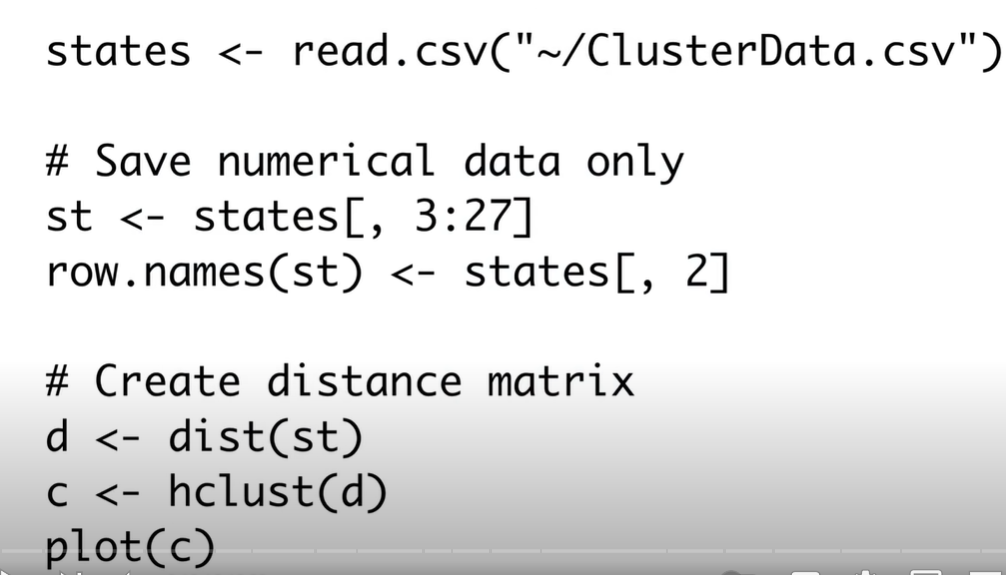 states <- read.csv("~/ClusterData.csv")
# Save numerical data only
st <- states[, 3:27]
row.names(st) <- states[, 2]
# Create distance matrix
d <- dist(st)
c <- hclust(d)
plot(c)